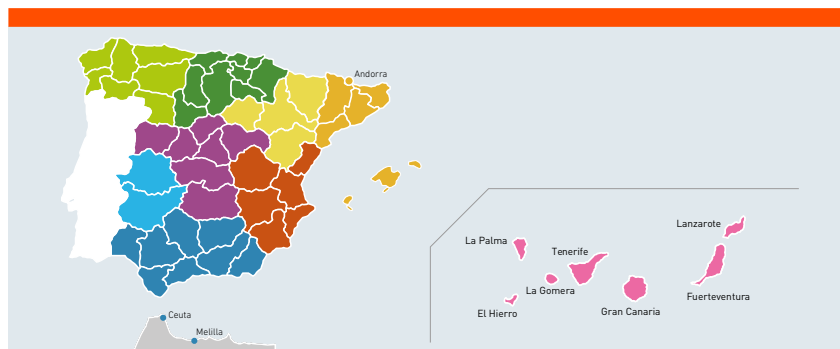 Andorra
Lanzarote
La Palma
Tenerife
La Gomera
Fuerteventura
El Hierro
Gran Canaria
Ceuta
Melilla